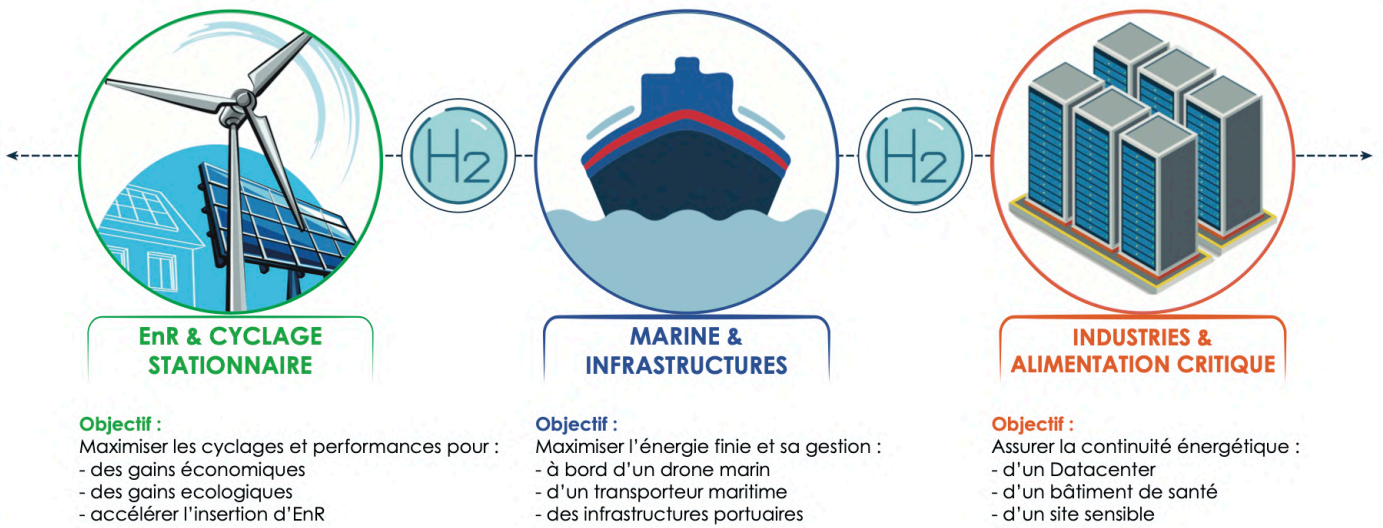 H2
H2
EnR & CYCLAGE
STATIONNAIRE
Objectif :
Maximiser les cyclages et performances pour :
- des gains économiques
- des gains ecologiques
- accélérer l'insertion d'EnR
MARINE &
INFRASTRUCTURES
Objectif :
Maximiser l'énergie finie et sa gestion :
- à bord d'un drone marin
- d'un transporteur maritime
- des infrastructures portuaires
INDUSTRIES &
ALIMENTATION CRITIQUE
Objectif :
Assurer la continuité énergétique :
- d'un Datacenter
- d'un bâtiment de santé
- d'un site sensible